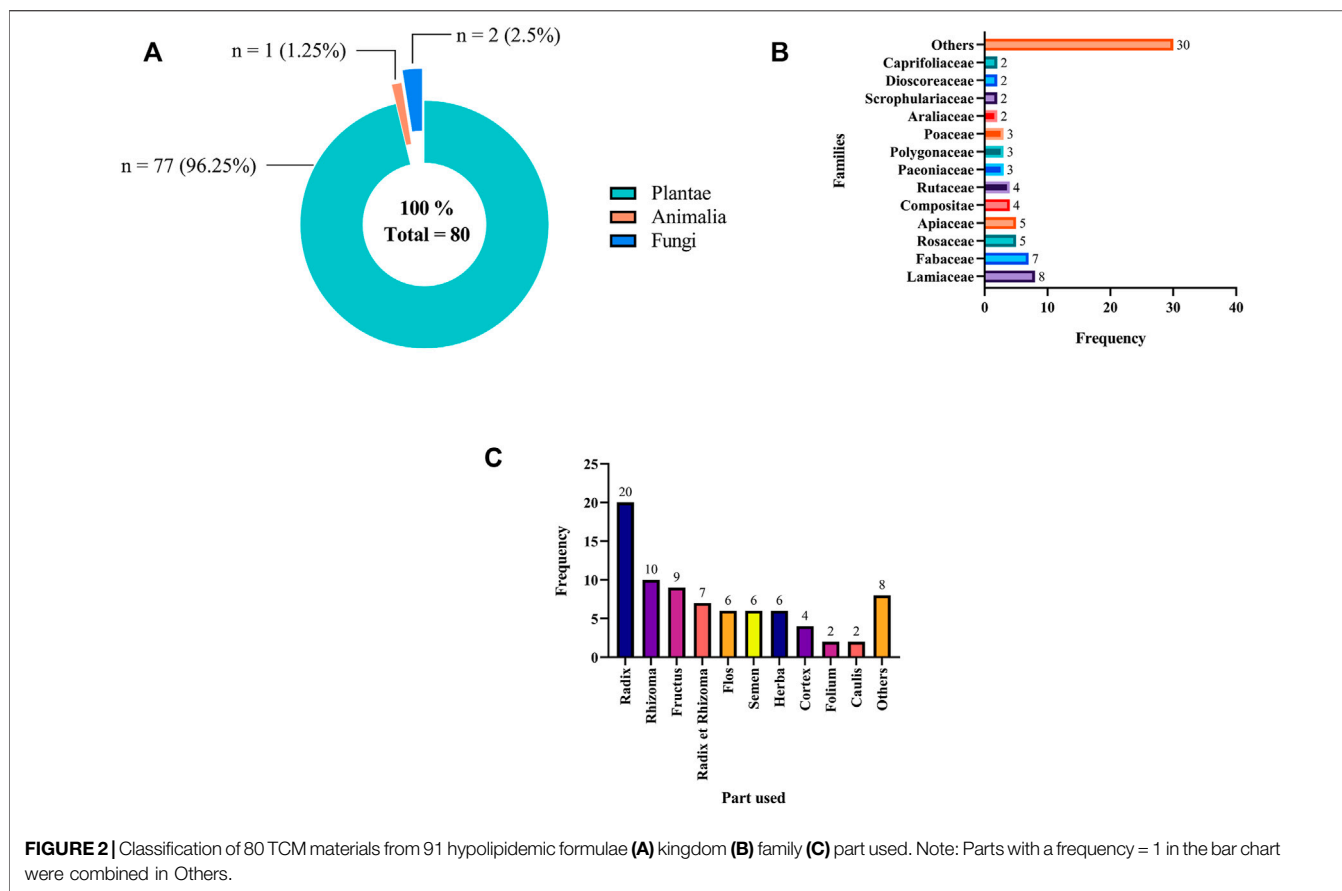 A
n = 1 (1.25%)
n = 2 (2.5%)
n = 77 (96.25%)
100 %
Total = 80
Plantae
Animalia
Fungi
B
Families
Others 30
Caprifoliaceae 2
Dioscoreaceae 2
Scrophulariaceae 2
Araliaceae 2
Poaceae 3
Polygonaceae 3
Paeoniaceae 3
Rutaceae 4
Compositae 4
Apiaceae 5
Rosaceae 5
Fabaceae 7
Lamiaceae 8
0 10 20 30 40
Frequency
C
Frequency
25
20
15
10
5
0
20 10 9 7 6 6 6 4 2 2 8
Radix
Rhizoma
Fructus
Radix et Rhizoma
Flos
Semen
Herba
Cortex
Folium
Caulis
Others
Part used
FIGURE 2 | Classification of 80 TCM materials from 91 hypolipidemic formulae (A) kingdom (B) family (C) part used. Note: Parts with a frequency = 1 in the bar chart
were combined in Others.